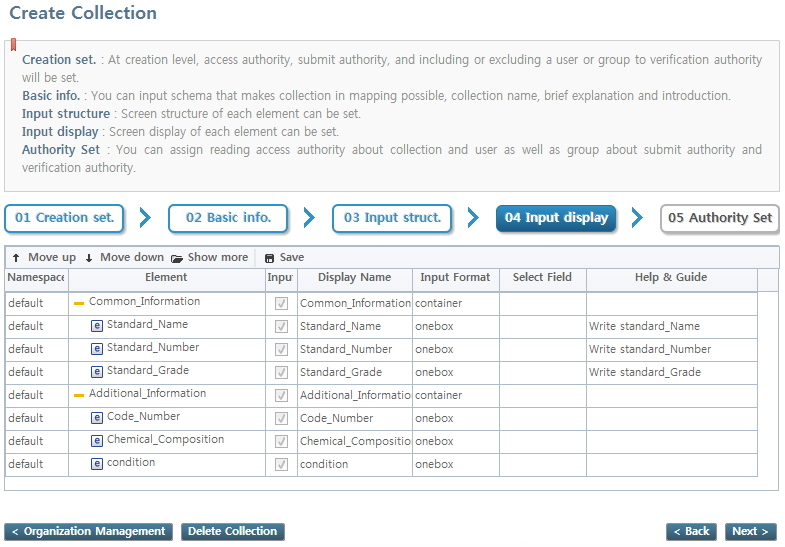 Create Collection
Creation set. : At creation level, access authority, submit authority, and including or excluding a user or group to verification authority
will be set.
Basic info. : You can input schema that makes collection in mapping possible, collection name, brief explanation and introduction.
Input structure : Screen structure of each element can be set.
Input display : Screen display of each element can be set.
Authority Set : You can assign reading access authority about collection and user as well as group about submit authority and
verification authority.
01 Creation set. 02 Basic info. 03 Input struct. 04 Input display 05 Authority Set
Move up Move down Show more Save
Namespace Element Input Display Name Input Format Select Field Help & Guide
default Common_Information Common_Information container
default e Standard_Name Standard_Name onebox Write standard_Name
default e Standard_Number Standard_Number onebox Write standard_Number
default e Standard_Grade Standard_Grade onebox Write standard_Grade
default Additional_Information Additional_Informatio container
default e Code_Number Code_Number onebox
default e Chemical_Composition Chemical_Compositio onebox
default e condition condition onebox
< Organization Management Delete Collection < Back Next >